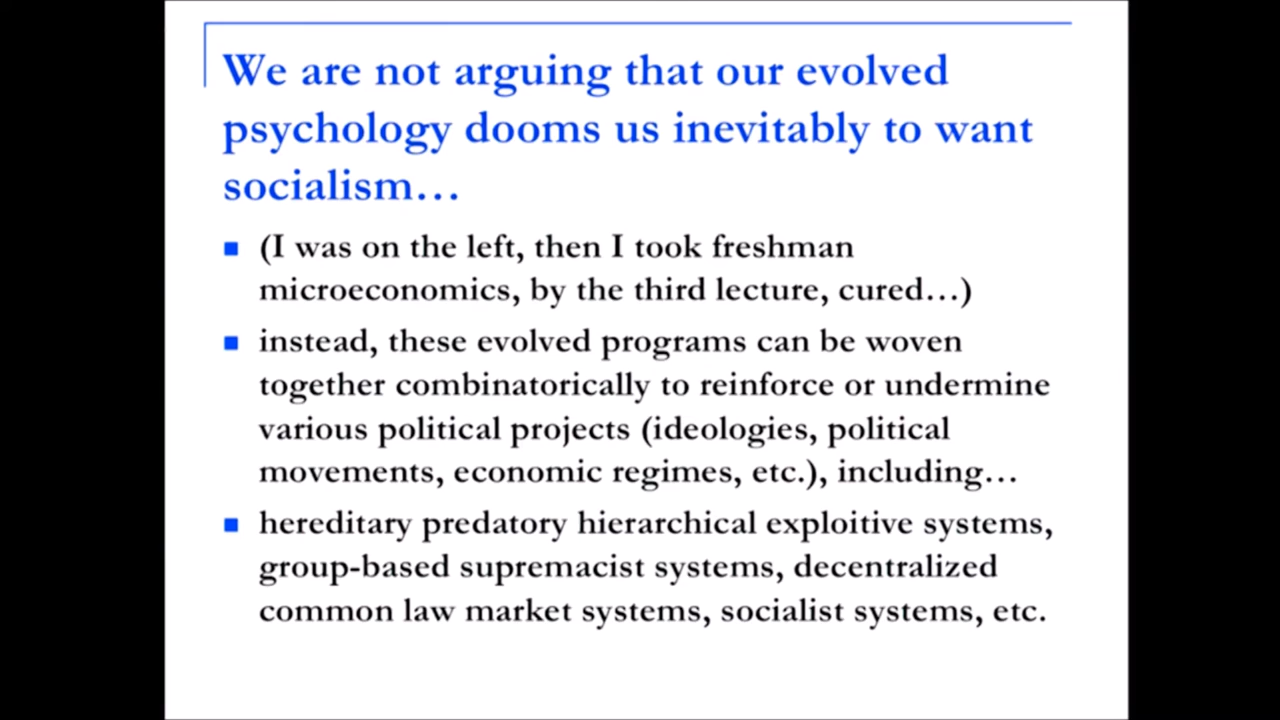 We are not arguing that our evolved
psychology dooms us inevitably to want
socialism…
(I was on the left, then I took freshman
microeconomics, by the third lecture, cured…)
instead, these evolved programs can be woven
together combinatorically to reinforce or undermine
various political projects (ideologies, political
movements, economic regimes, etc.), including…
hereditary predatory hierarchical exploitive systems,
group-based supremacist systems, decentralized
common law market systems, socialist systems, etc.